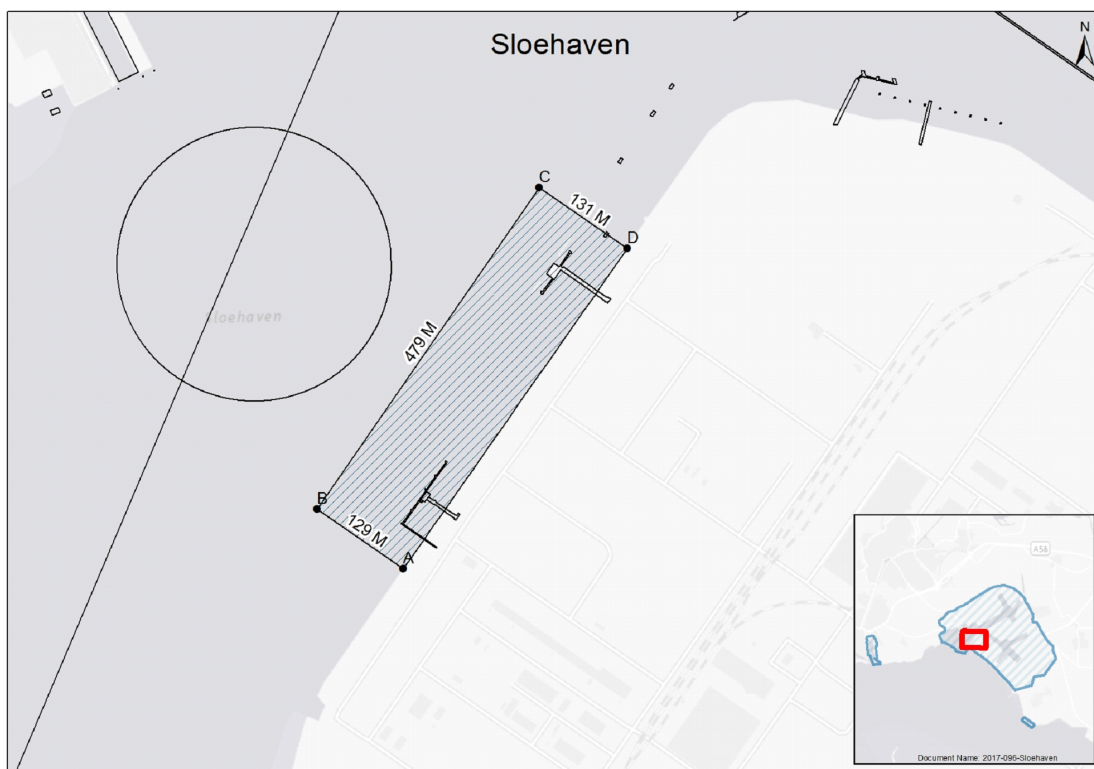 Sloehaven
N
C
131 M
D
Sloehaven
479 M
B
129 M
A
A58
Document Name: 2017-096-Sloehaven